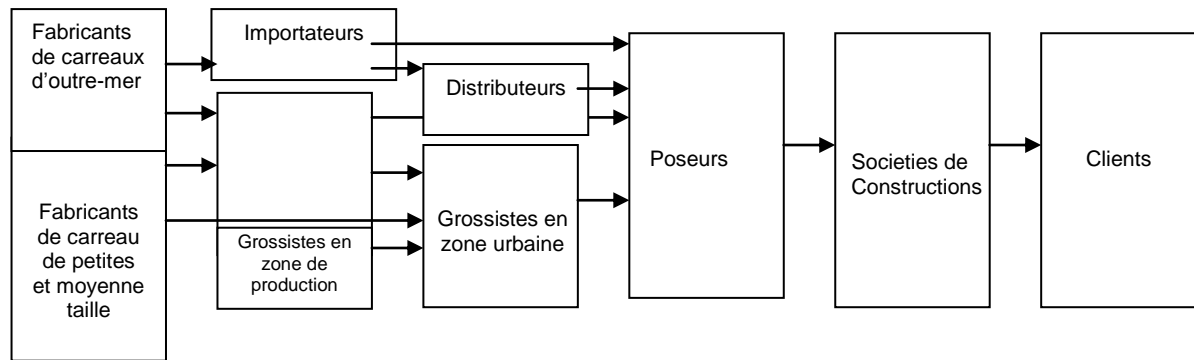 Fabricants
de carreaux
d'outre-mer
Importateurs
Distributeurs
Fabricants
de carreau
de petites
et moyenne
taille
Grossistes en
zone de
production
Grossistes en
zone urbaine
Poseurs
Societies de
Constructions
Clients